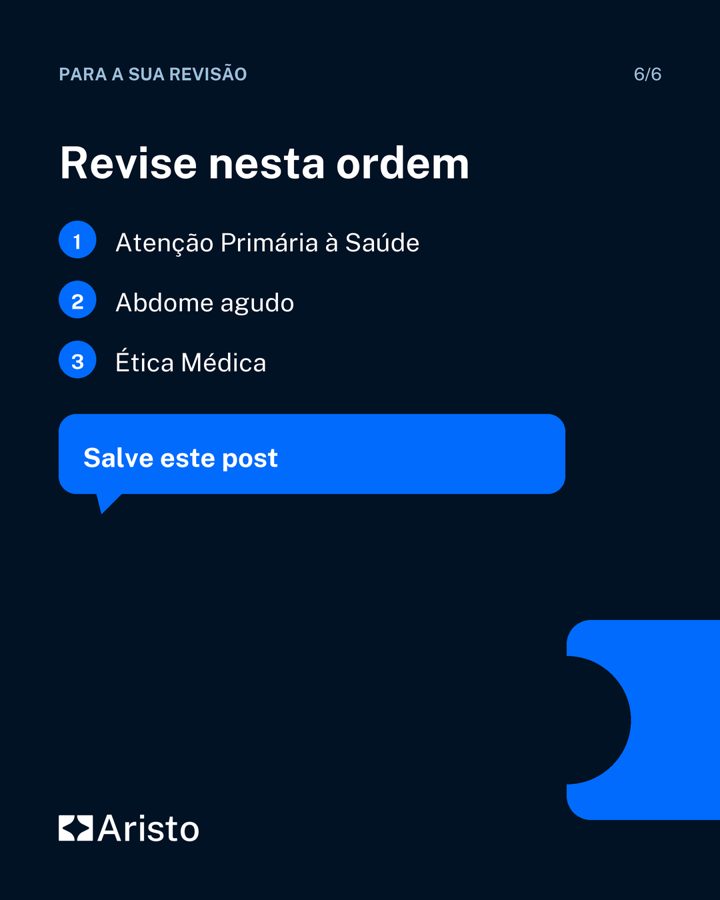 PARA A SUA REVISÃO
6/6
Revise nesta ordem
1 Atenção Primária à Saúde
2 Abdome agudo
3 Ética Médica
Salve este post
Aristo